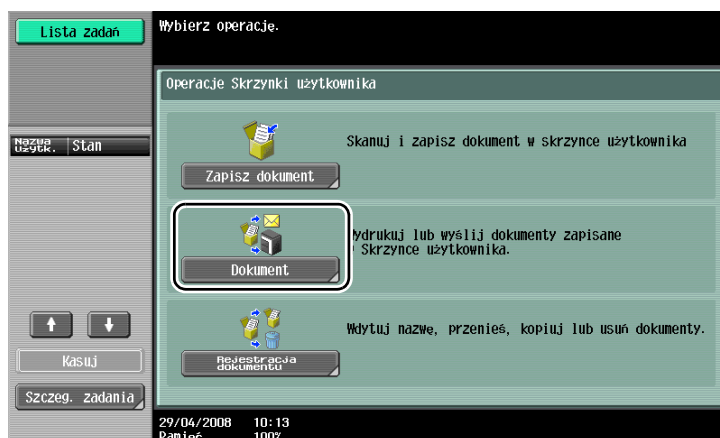 Lista zadań
Wybierz operację.
Operacje Skrzynki użytkownika
Nazwa użytk.
Stan
Skanuj i zapisz dokument w skrzynce użytkownika
Zapisz dokument
ydrukuj lub wyślij dokumenty zapisane
Skrzynce użytkownika.
Dokument
Wdytuj nazwę, przenieś, kopiuj lub usuń dokumenty.
Rejestracja
dokumentu
Kasuj
Szczeg. zadania
29/04/2008 10:13
Pamięć 100%